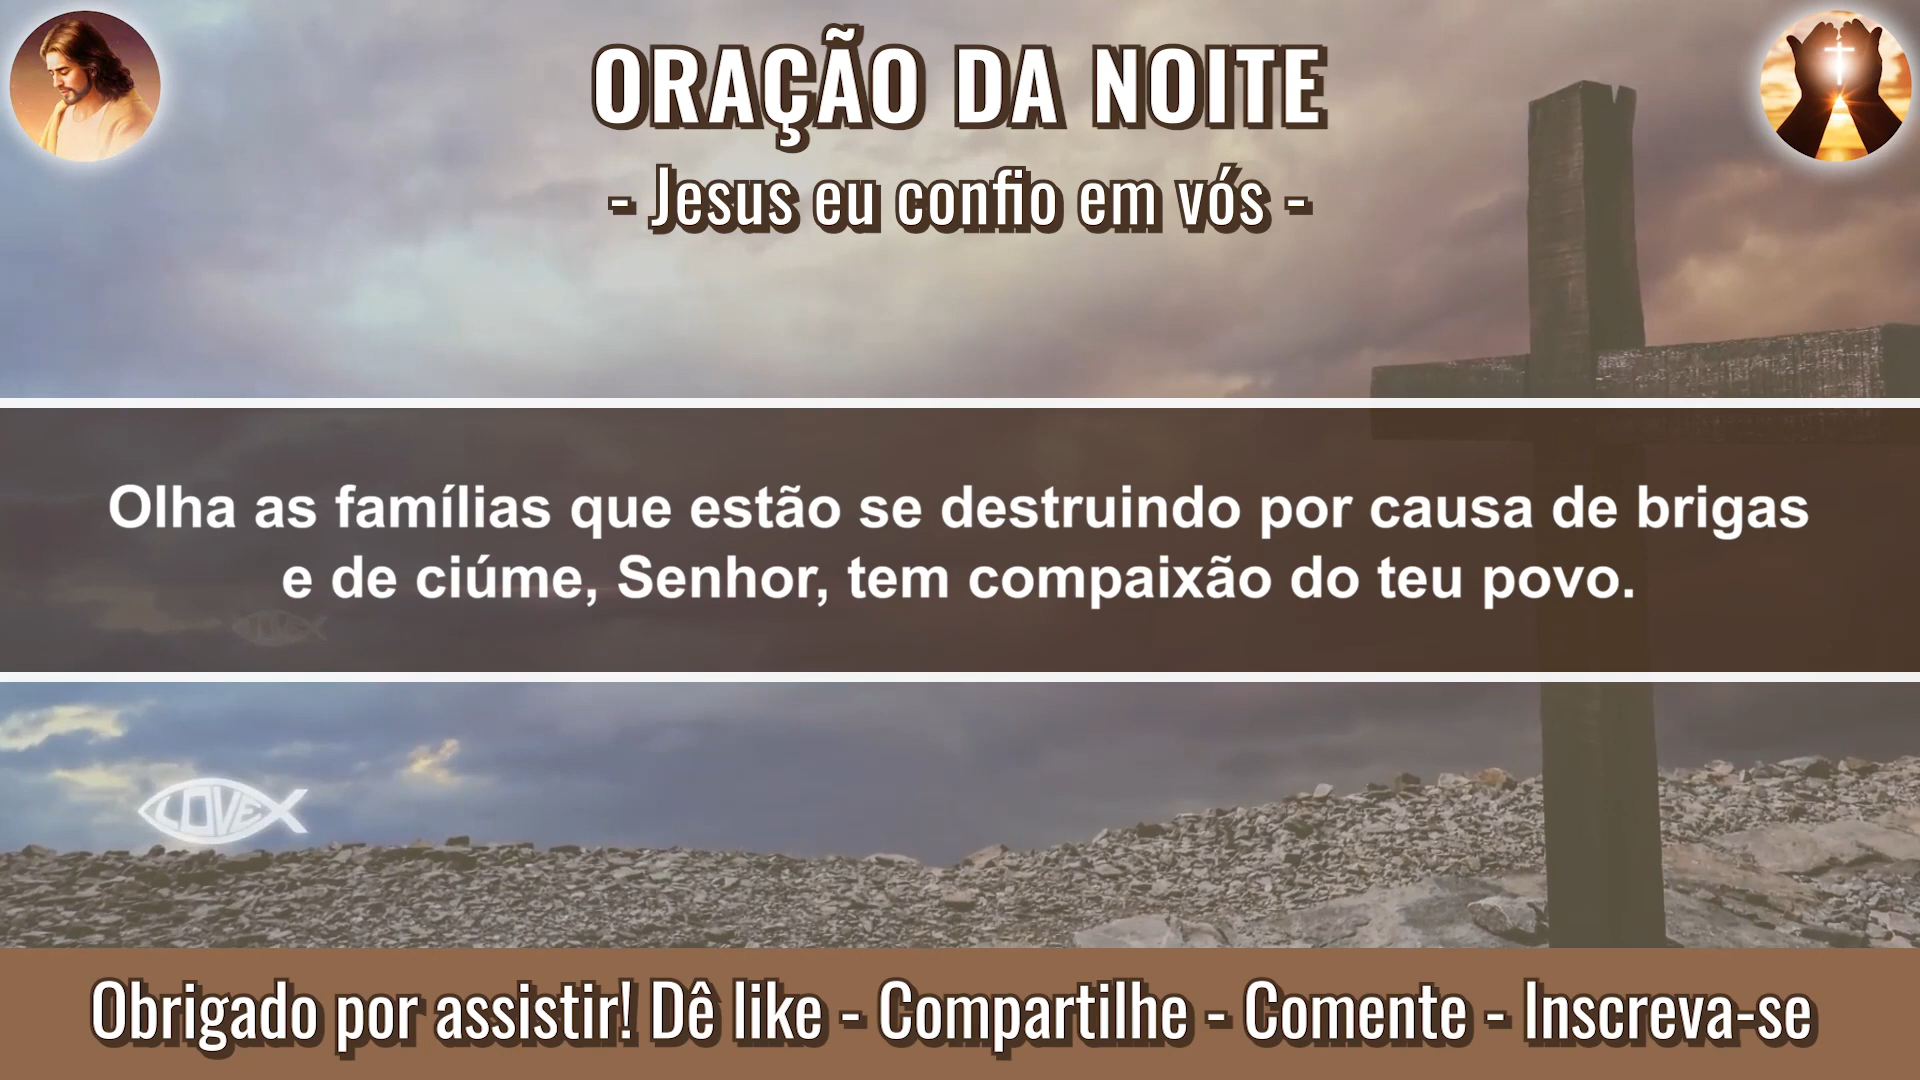 ORAÇÃO DA NOITE
- Jesus eu confio em vós -
Olha as famílias que estão se destruindo por causa de brigas
e de ciúme, Senhor, tem compaixão do teu povo.
LOVE
LOVE
Obrigado por assistir! Dê like - Compartilhe - Comente - Inscreva-se